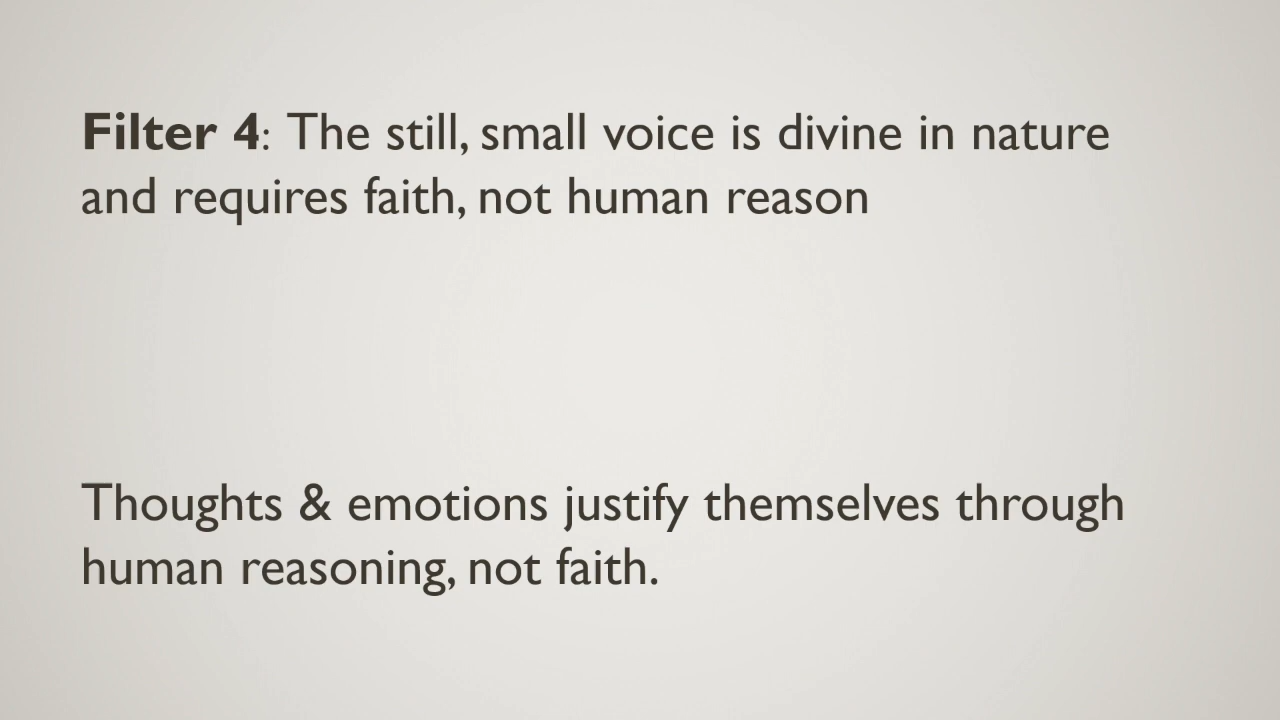 Filter 4: The still, small voice is divine in nature
and requires faith, not human reason
Thoughts & emotions justify themselves through
human reasoning, not faith.